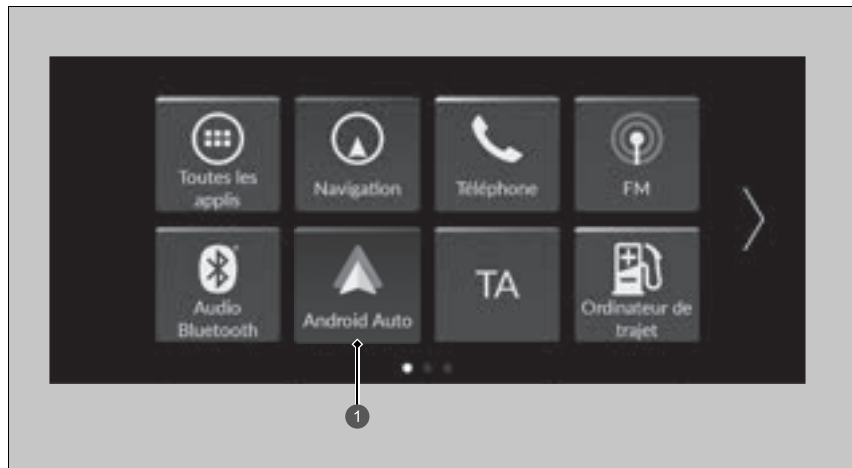 Toutes les
applis
Navigation
Téléphone
FM
Audio
Bluetooth
Android Auto
TA
Ordinateur de
trajet
1